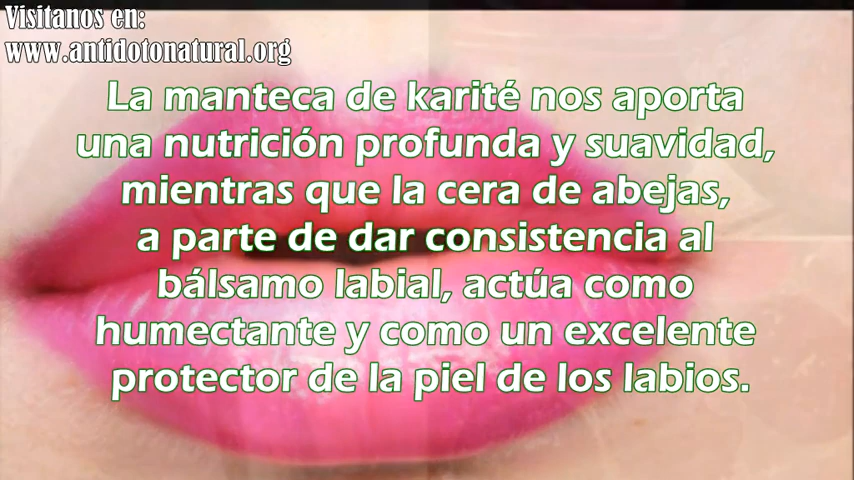 Visitanos en:
www.antidotonatural.org
La manteca de karité nos aporta
una nutrición profunda y suavidad,
mientras que la cera de abejas,
a parte de dar consistencia al
bálsamo labial, actúa como
humectante y como un excelente
protector de la piel de los labios.